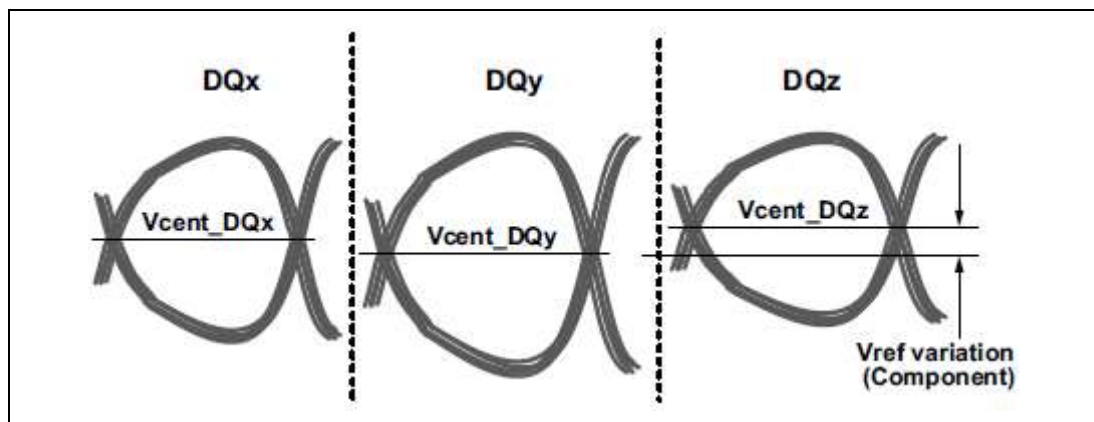 DQx
DQy
DQz
Vcent_DQx
Vcent_DQy
Vcent_DQz
Vref variation
(Component)